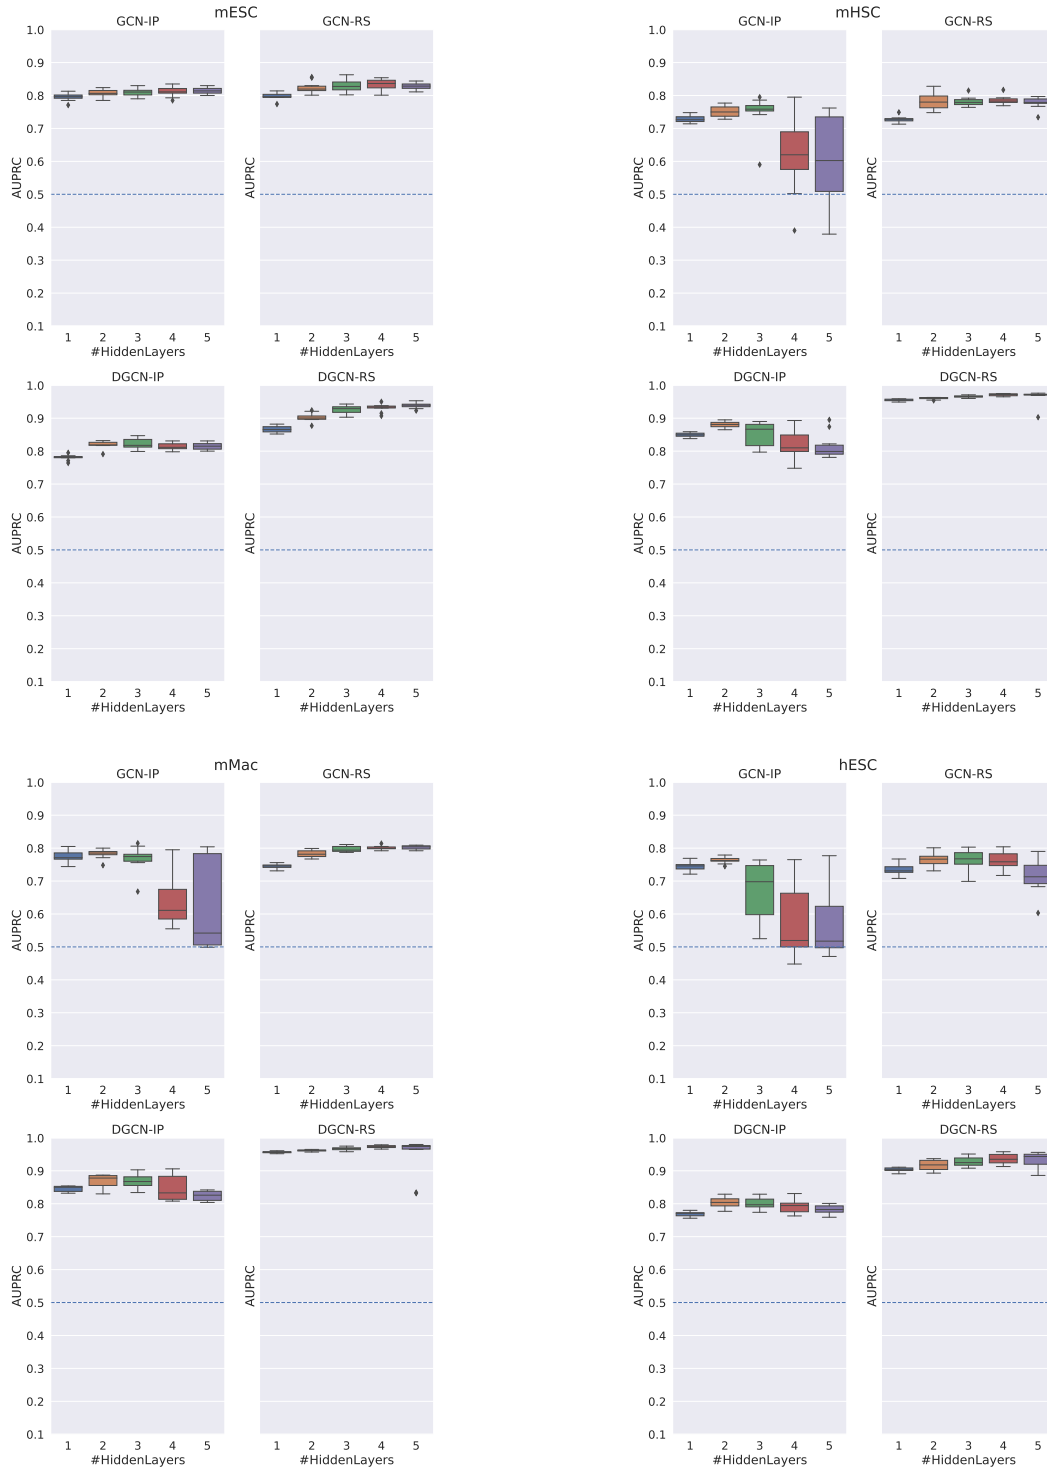 mESC
GCN-IP
GCN-RS
1.0
0.9
0.8
0.7
0.6
0.5
0.4
0.3
0.2
0.1
AUPRC
AUPRC
1 2 3 4 5
1 2 3 4 5
#HiddenLayers
#HiddenLayers
DGCN-IP
DGCN-RS
1.0
0.9
0.8
0.7
0.6
0.5
0.4
0.3
0.2
0.1
AUPRC
AUPRC
1 2 3 4 5
1 2 3 4 5
#HiddenLayers
#HiddenLayers
mHSC
GCN-IP
GCN-RS
1.0
0.9
0.8
0.7
0.6
0.5
0.4
0.3
0.2
0.1
AUPRC
AUPRC
1 2 3 4 5
1 2 3 4 5
#HiddenLayers
#HiddenLayers
DGCN-IP
DGCN-RS
1.0
0.9
0.8
0.7
0.6
0.5
0.4
0.3
0.2
0.1
AUPRC
AUPRC
1 2 3 4 5
1 2 3 4 5
#HiddenLayers
#HiddenLayers
mMac
GCN-IP
GCN-RS
1.0
0.9
0.8
0.7
0.6
0.5
0.4
0.3
0.2
0.1
AUPRC
AUPRC
1 2 3 4 5
1 2 3 4 5
#HiddenLayers
#HiddenLayers
DGCN-IP
DGCN-RS
1.0
0.9
0.8
0.7
0.6
0.5
0.4
0.3
0.2
0.1
AUPRC
AUPRC
1 2 3 4 5
1 2 3 4 5
#HiddenLayers
#HiddenLayers
hESC
GCN-IP
GCN-RS
1.0
0.9
0.8
0.7
0.6
0.5
0.4
0.3
0.2
0.1
AUPRC
AUPRC
1 2 3 4 5
1 2 3 4 5
#HiddenLayers
#HiddenLayers
DGCN-IP
DGCN-RS
1.0
0.9
0.8
0.7
0.6
0.5
0.4
0.3
0.2
0.1
AUPRC
AUPRC
1 2 3 4 5
1 2 3 4 5
#HiddenLayers
#HiddenLayers